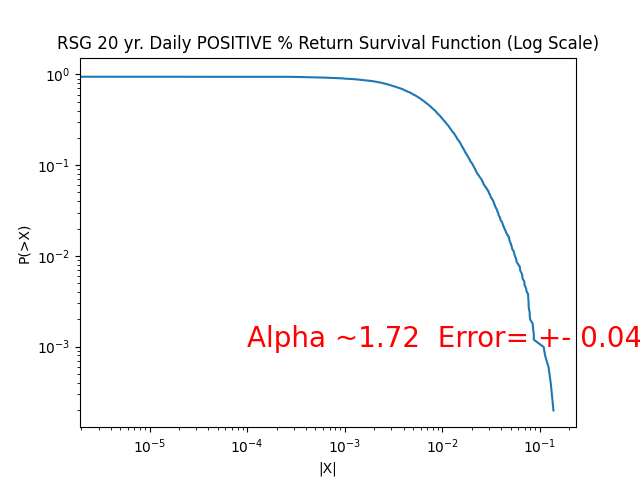 RSG 20 yr. Daily POSITIVE % Return Survival Function (Log Scale)
10⁰
10⁻¹
10⁻²
10⁻³
P(>X)
Alpha ~1.72  Error= +- 0.04
10⁻⁵
10⁻⁴
10⁻³
10⁻²
10⁻¹
|X|